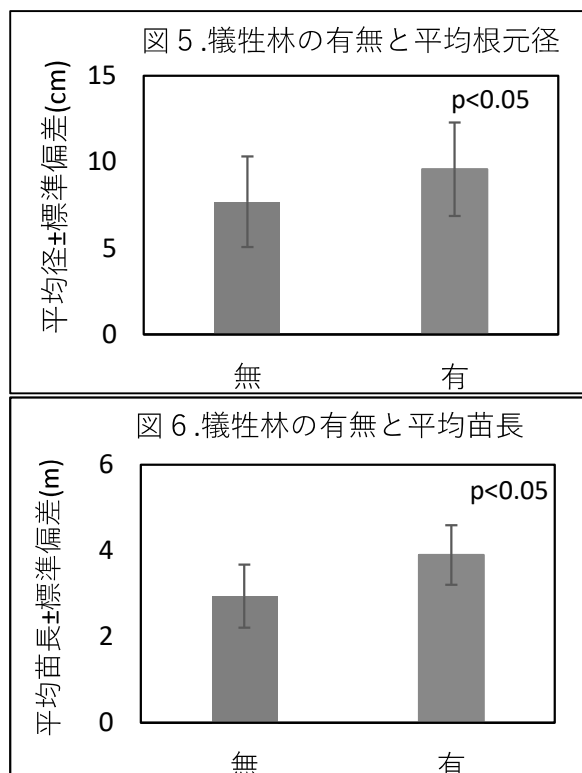 図５.犠牲林の有無と平均根元径
平均径±標準偏差(cm)
15
10
5
0
p<0.05
無 有
図６.犠牲林の有無と平均苗長
平均苗長±標準偏差(m)
6
4
2
0
p<0.05
無 有